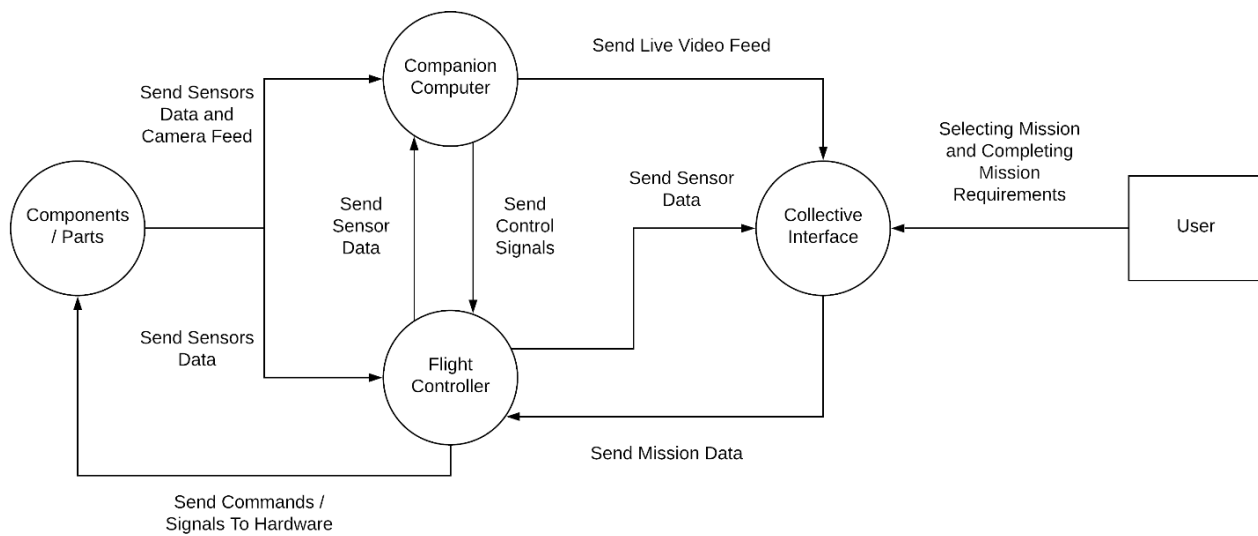 Send Live Video Feed
Companion
Computer
Send Sensors
Data and
Camera Feed
Selecting Mission
and Completing
Mission
Requirements
Send Sensor
Data
Components
/ Parts
Send
Sensor
Data
Send
Control
Signals
Collective
Interface
User
Send Sensors
Data
Flight
Controller
Send Mission Data
Send Commands /
Signals To Hardware